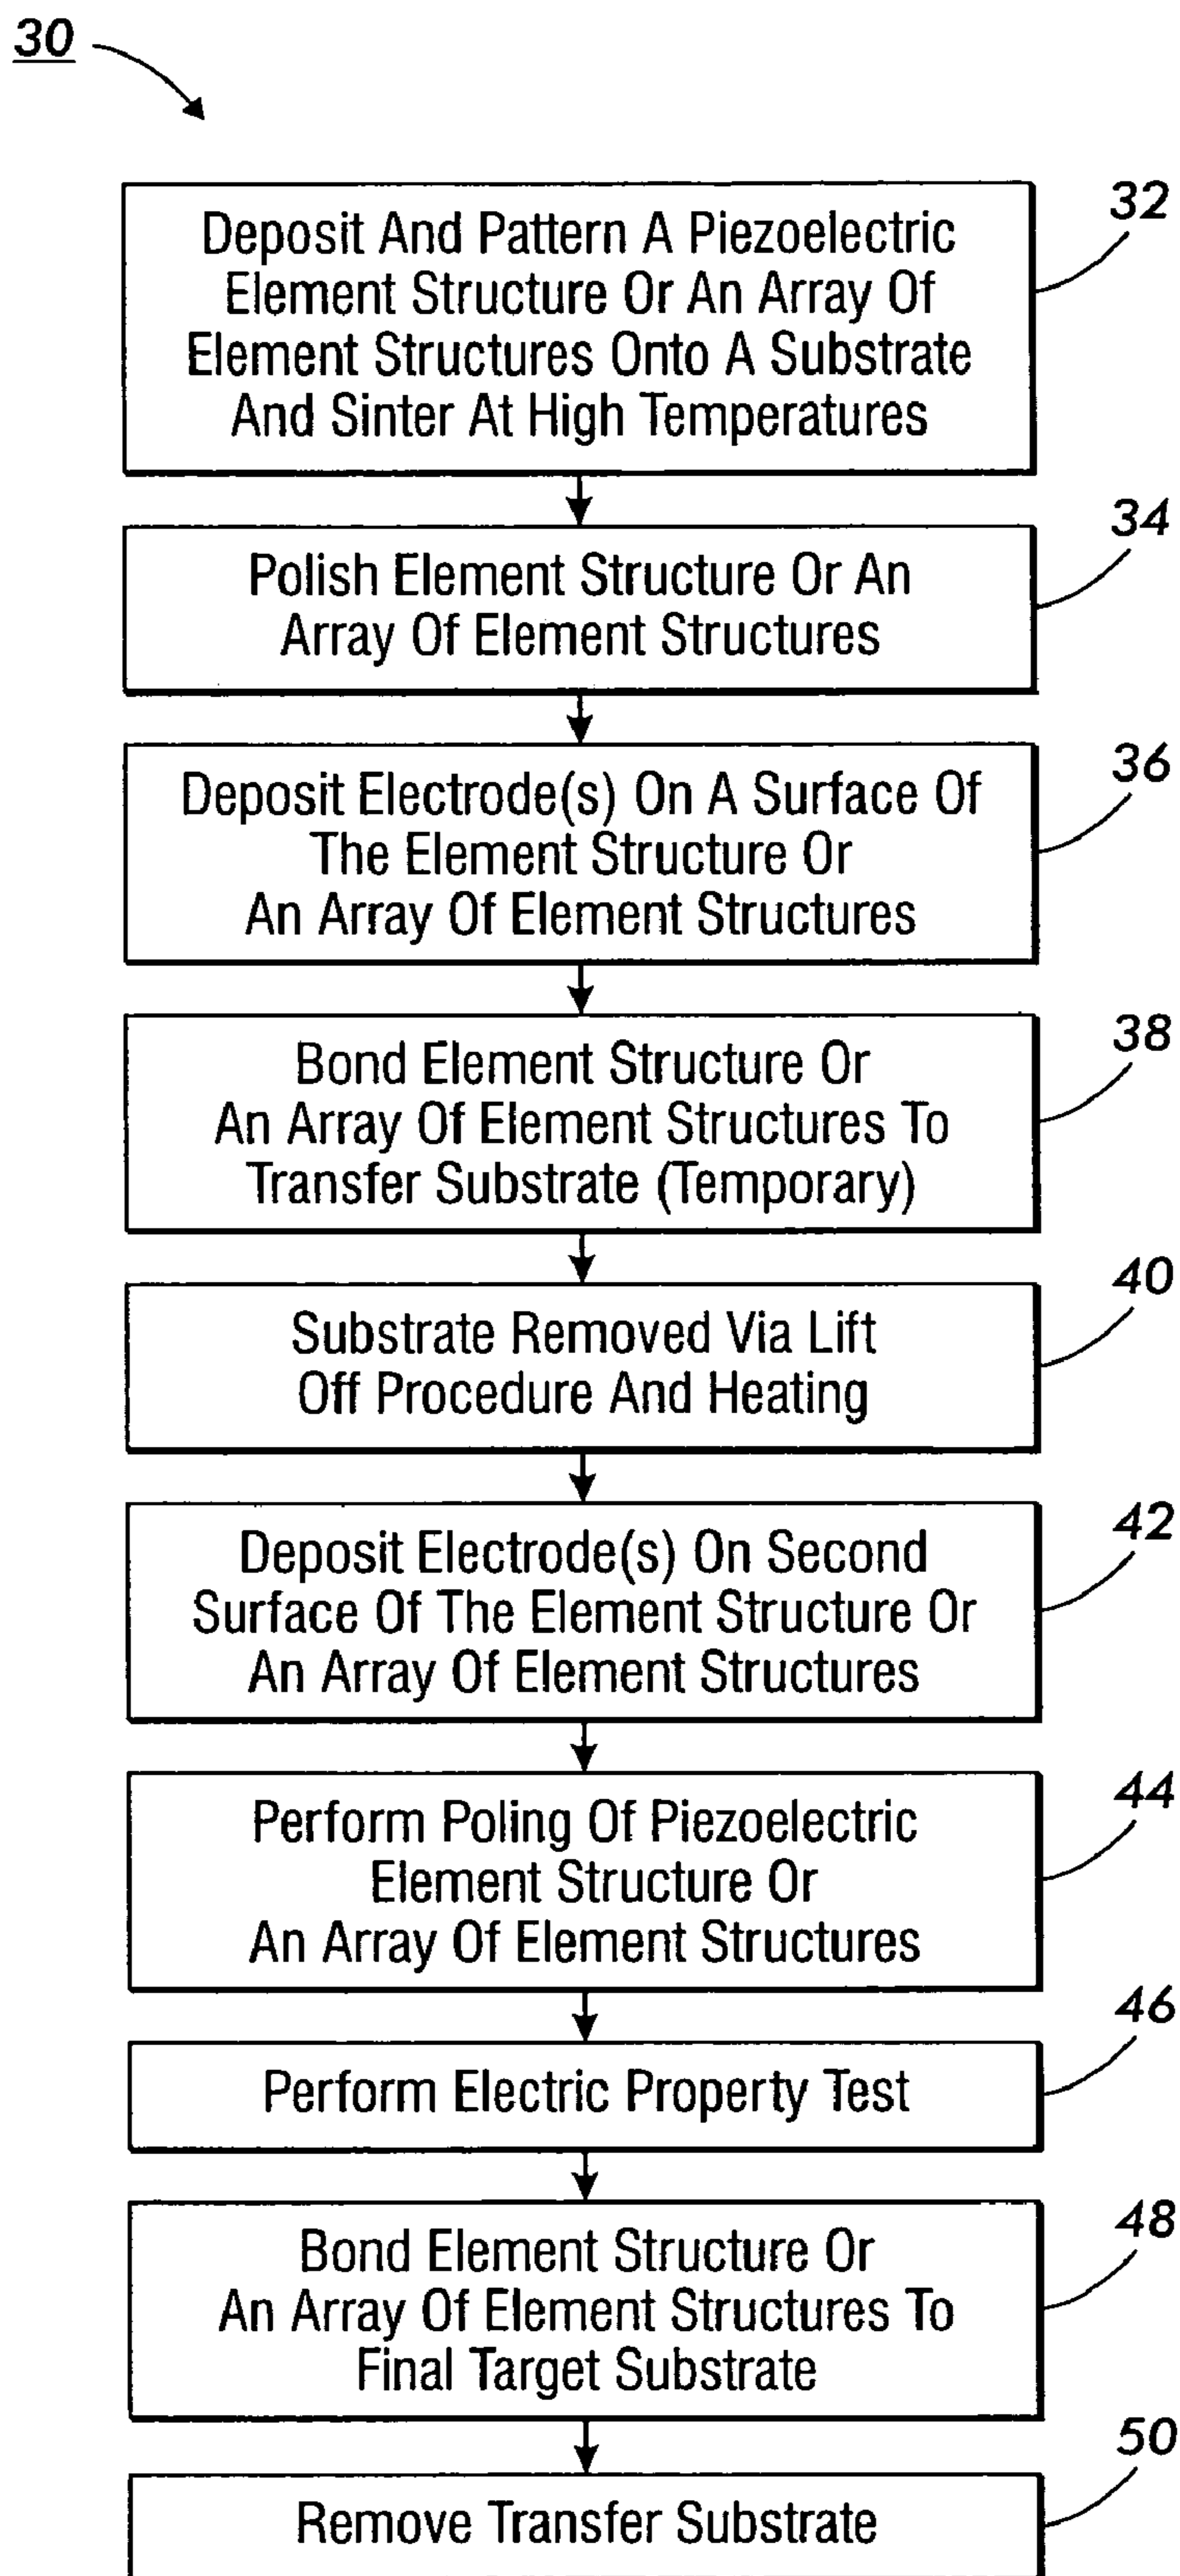 30
32
Deposit And Pattern A Piezoelectric
Element Structure Or An Array Of
Element Structures Onto A Substrate
And Sinter At High Temperatures
34
Polish Element Structure Or An
Array Of Element Structures
36
Deposit Electrode(s) On A Surface Of
The Element Structure Or
An Array Of Element Structures
38
Bond Element Structure Or
An Array Of Element Structures To
Transfer Substrate (Temporary)
40
Substrate Removed Via Lift
Off Procedure And Heating
42
Deposit Electrode(s) On Second
Surface Of The Element Structure Or
An Array Of Element Structures
44
Perform Poling Of Piezoelectric
Element Structure Or
An Array Of Element Structures
46
Perform Electric Property Test
48
Bond Element Structure Or
An Array Of Element Structures To
Final Target Substrate
50
Remove Transfer Substrate